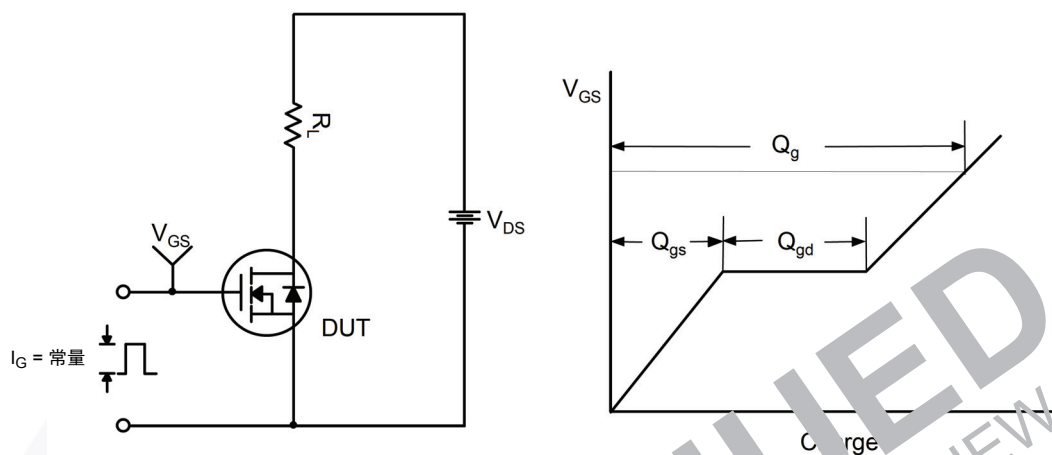 R_L
V_GS
V_DS
DUT
I_G = 常量
V_GS
Q_g
Q_gs
Q_gd